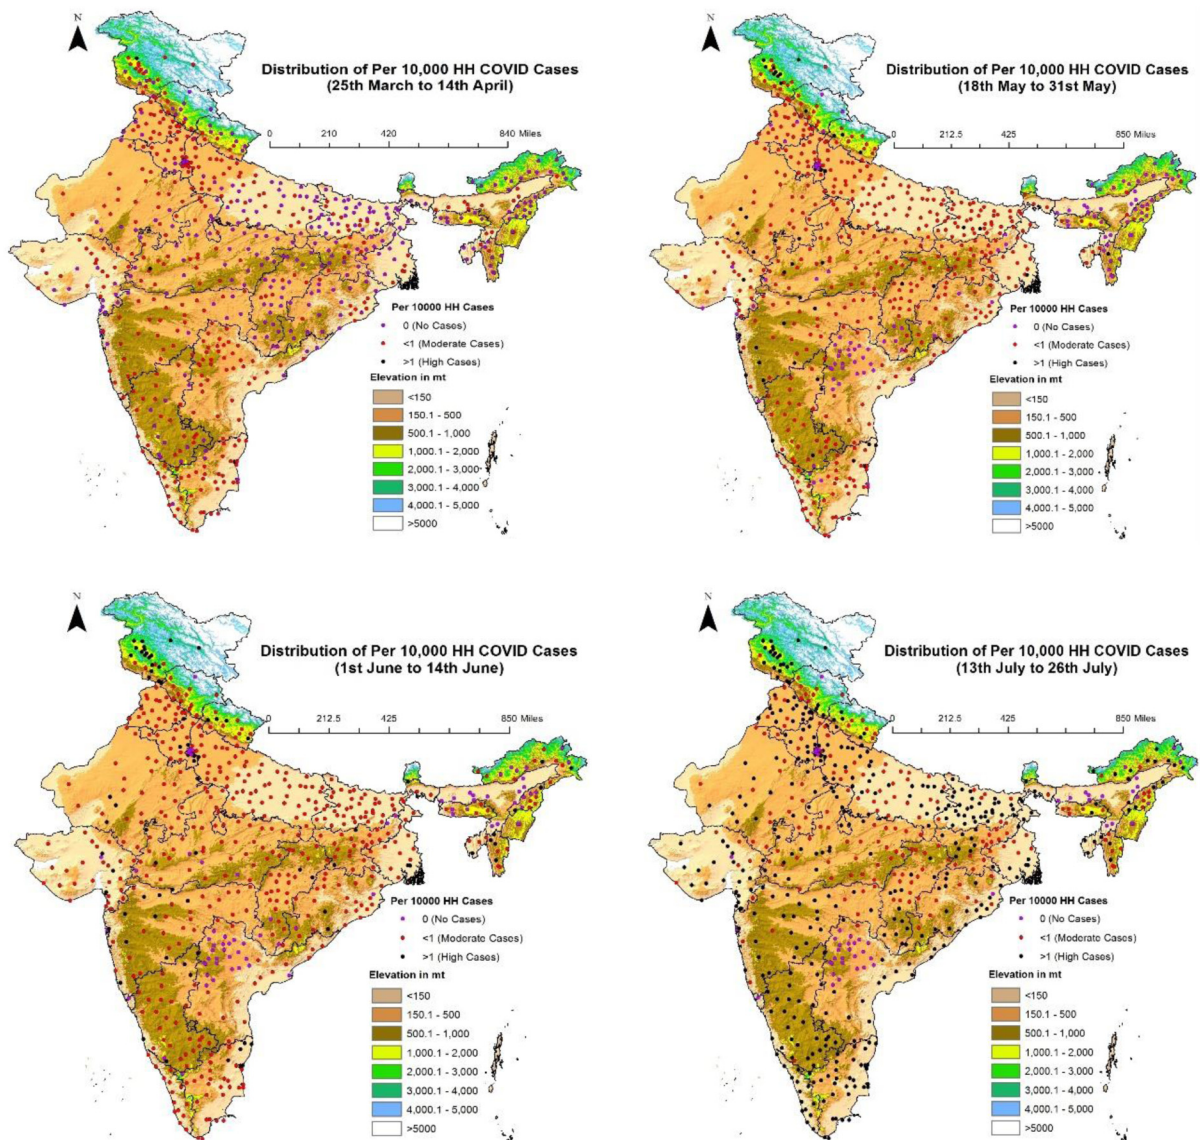 N
Distribution of Per 10,000 HH COVID Cases
(25th March to 14th April)
0 210 420 840 Miles
Per 10000 HH Cases
0 (No Cases)
<1 (Moderate Cases)
>1 (High Cases)
Elevation in mt
<150
150.1 - 500
500.1 - 1,000
1,000.1 - 2,000
2,000.1 - 3,000
3,000.1 - 4,000
4,000.1 - 5,000
>5000
N
Distribution of Per 10,000 HH COVID Cases
(18th May to 31st May)
0 212.5 425 850 Miles
Per 10000 HH Cases
0 (No Cases)
<1 (Moderate Cases)
>1 (High Cases)
Elevation in mt
<150
150.1 - 500
500.1 - 1,000
1,000.1 - 2,000
2,000.1 - 3,000
3,000.1 - 4,000
4,000.1 - 5,000
>5000
N
Distribution of Per 10,000 HH COVID Cases
(1st June to 14th June)
0 212.5 425 850 Miles
Per 10000 HH Cases
0 (No Cases)
<1 (Moderate Cases)
>1 (High Cases)
Elevation in mt
<150
150.1 - 500
500.1 - 1,000
1,000.1 - 2,000
2,000.1 - 3,000
3,000.1 - 4,000
4,000.1 - 5,000
>5000
N
Distribution of Per 10,000 HH COVID Cases
(13th July to 26th July)
0 212.5 425 850 Miles
Per 10000 HH Cases
0 (No Cases)
<1 (Moderate Cases)
>1 (High Cases)
Elevation in mt
<150
150.1 - 500
500.1 - 1,000
1,000.1 - 2,000
2,000.1 - 3,000
3,000.1 - 4,000
4,000.1 - 5,000
>5000